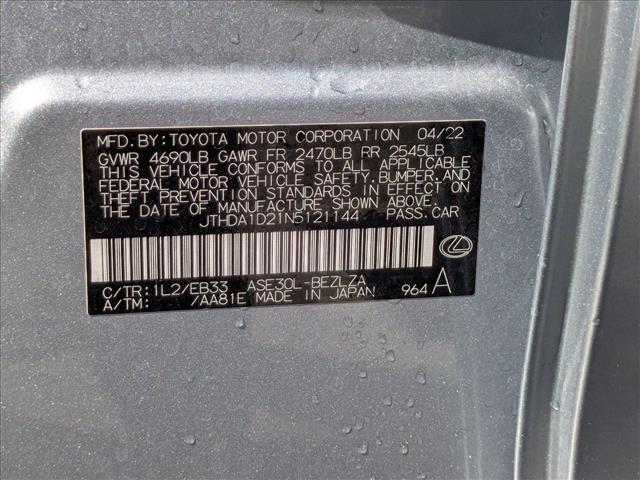 MFD. BY: TOYOTA MOTOR CORPORATION 04/22
GVWR 4690LB GAWR FR 2470LB RR 2545LB
THIS VEHICLE CONFORMS TO ALL APPLICABLE
FEDERAL MOTOR VEHICLE SAFETY, BUMPER, AND
THEFT PREVENTION STANDARDS IN EFFECT ON
THE DATE OF MANUFACTURE SHOWN ABOVE.
JTHDA1D21N5121144 PASS.CAR
C/TR: 1L2/EB33 ASE30L-BEZLZA
A/TM: /AA81E MADE IN JAPAN 964 A